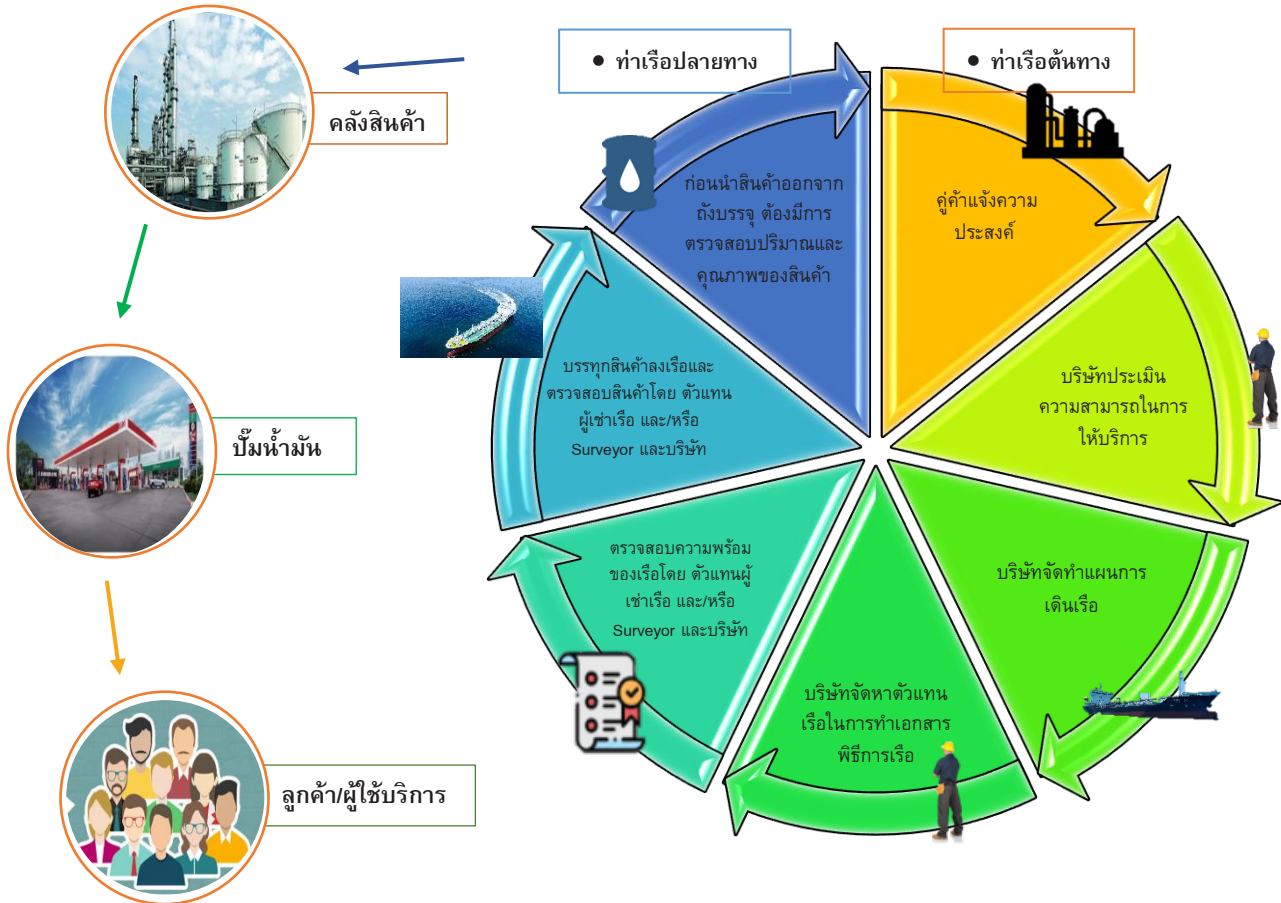 ● ท่าเรือปลายทาง
● ท่าเรือต้นทาง
คลังสินค้า
ปั๊มน้ำมัน
ลูกค้า/ผู้ใช้บริการ
คู่ค้าแจ้งความ
ประสงค์
บริษัทประเมิน
ความสามารถในการ
ให้บริการ
บริษัทจัดทำแผนการ
เดินเรือ
บริษัทจัดหาตัวแทน
เรือในการทำเอกสาร
พิธีการเรือ
ตรวจสอบความพร้อม
ของเรือโดย ตัวแทนผู้
เช่าเรือ และ/หรือ
Surveyor และบริษัท
บรรทุกสินค้าลงเรือและ
ตรวจสอบสินค้าโดย ตัวแทน
ผู้เช่าเรือ และ/หรือ
Surveyor และบริษัท
ก่อนนำสินค้าออกจาก
ถังบรรจุ ต้องมีการ
ตรวจสอบปริมาณและ
คุณภาพของสินค้า